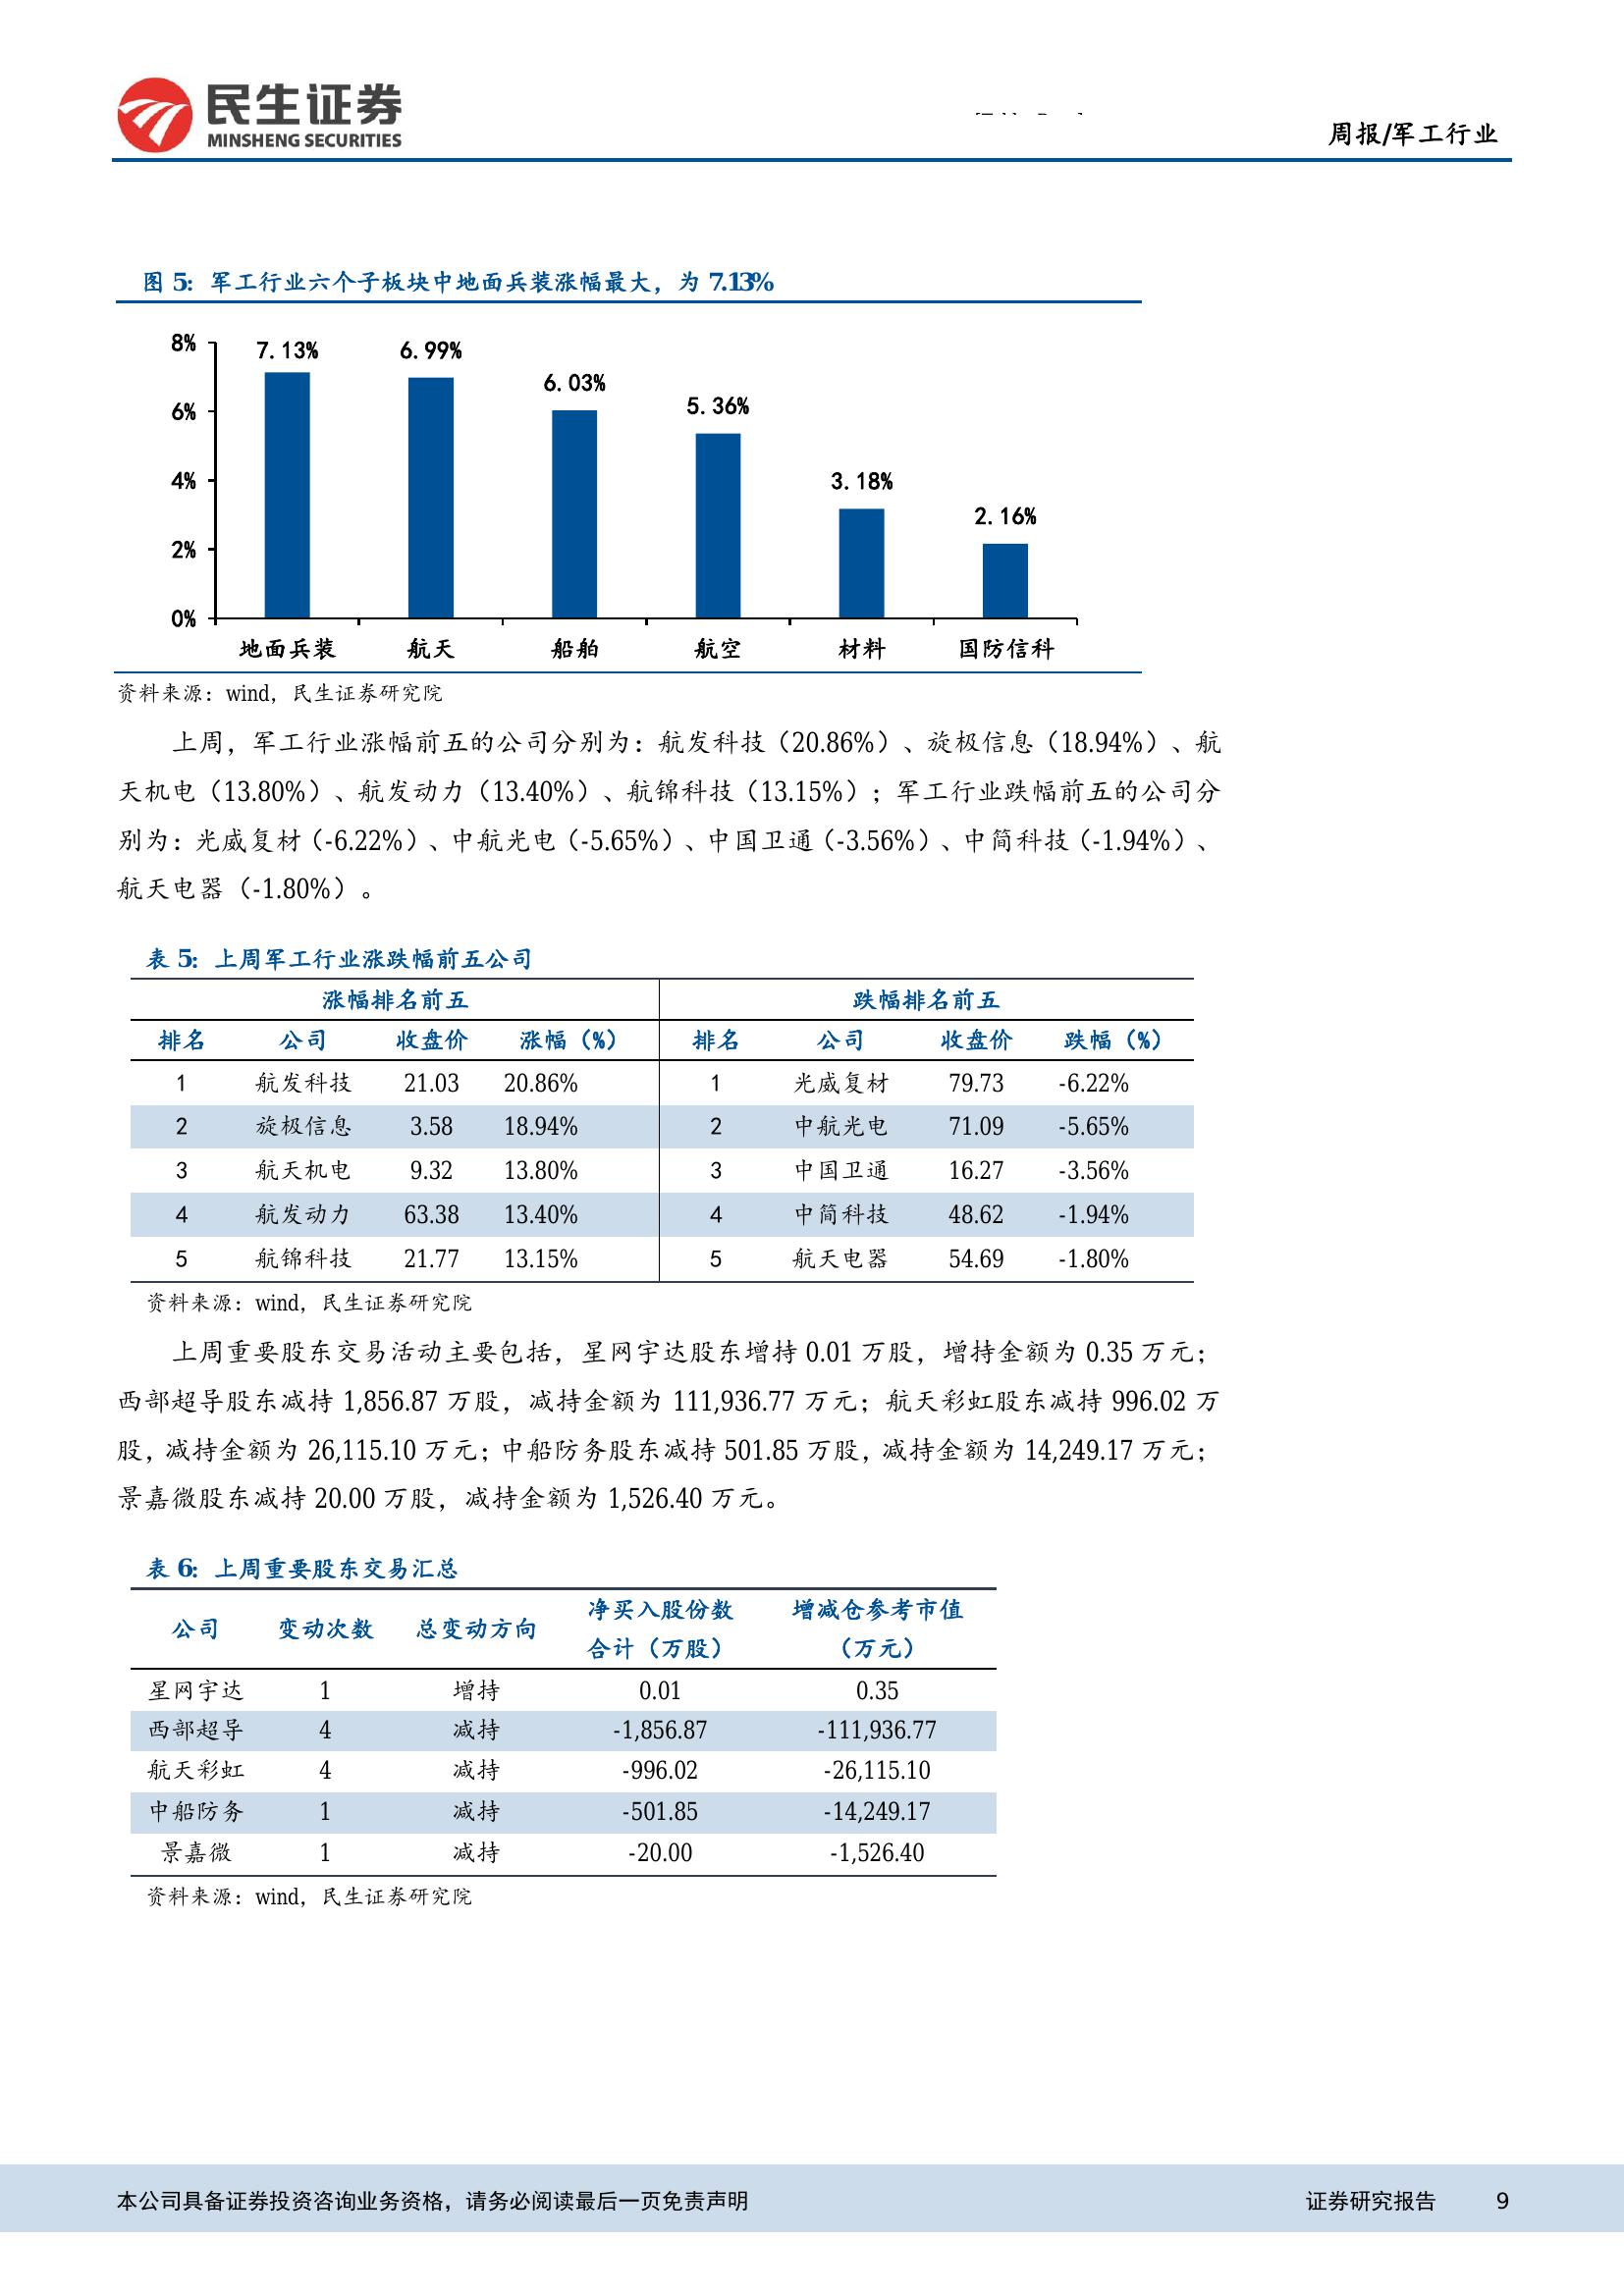 民生证券
MINSHENG SECURITIES
周报/军工行业
图 5：军工行业六个子板块中地面兵装涨幅最大，为 7.13%
8%
6%
4%
2%
0%
7.13%
6.99%
6.03%
5.36%
3.18%
2.16%
地面兵装 航天 船舶 航空 材料 国防信科
资料来源：wind，民生证券研究院
上周，军工行业涨幅前五的公司分别为：航发科技（20.86%）、旋极信息（18.94%）、航
天机电（13.80%）、航发动力（13.40%）、航锦科技（13.15%）；军工行业跌幅前五的公司分
别为：光威复材（-6.22%）、中航光电（-5.65%）、中国卫通（-3.56%）、中简科技（-1.94%）、
航天电器（-1.80%）。
表 5：上周军工行业涨跌幅前五公司
涨幅排名前五 跌幅排名前五
排名 公司 收盘价 涨幅（%） 排名 公司 收盘价 跌幅（%）
1 航发科技 21.03 20.86% 1 光威复材 79.73 -6.22%
2 旋极信息 3.58 18.94% 2 中航光电 71.09 -5.65%
3 航天机电 9.32 13.80% 3 中国卫通 16.27 -3.56%
4 航发动力 63.38 13.40% 4 中简科技 48.62 -1.94%
5 航锦科技 21.77 13.15% 5 航天电器 54.69 -1.80%
资料来源：wind，民生证券研究院
上周重要股东交易活动主要包括，星网宇达股东增持 0.01 万股，增持金额为 0.35 万元；
西部超导股东减持 1,856.87 万股，减持金额为 111,936.77 万元；航天彩虹股东减持 996.02 万
股，减持金额为 26,115.10 万元；中船防务股东减持 501.85 万股，减持金额为 14,249.17 万元；
景嘉微股东减持 20.00 万股，减持金额为 1,526.40 万元。
表 6：上周重要股东交易汇总
公司 变动次数 总变动方向 净买入股份数合计（万股） 增减仓参考市值（万元）
星网宇达 1 增持 0.01 0.35
西部超导 4 减持 -1,856.87 -111,936.77
航天彩虹 4 减持 -996.02 -26,115.10
中船防务 1 减持 -501.85 -14,249.17
景嘉微 1 减持 -20.00 -1,526.40
资料来源：wind，民生证券研究院
本公司具备证券投资咨询业务资格，请务必阅读最后一页免责声明 证券研究报告 9